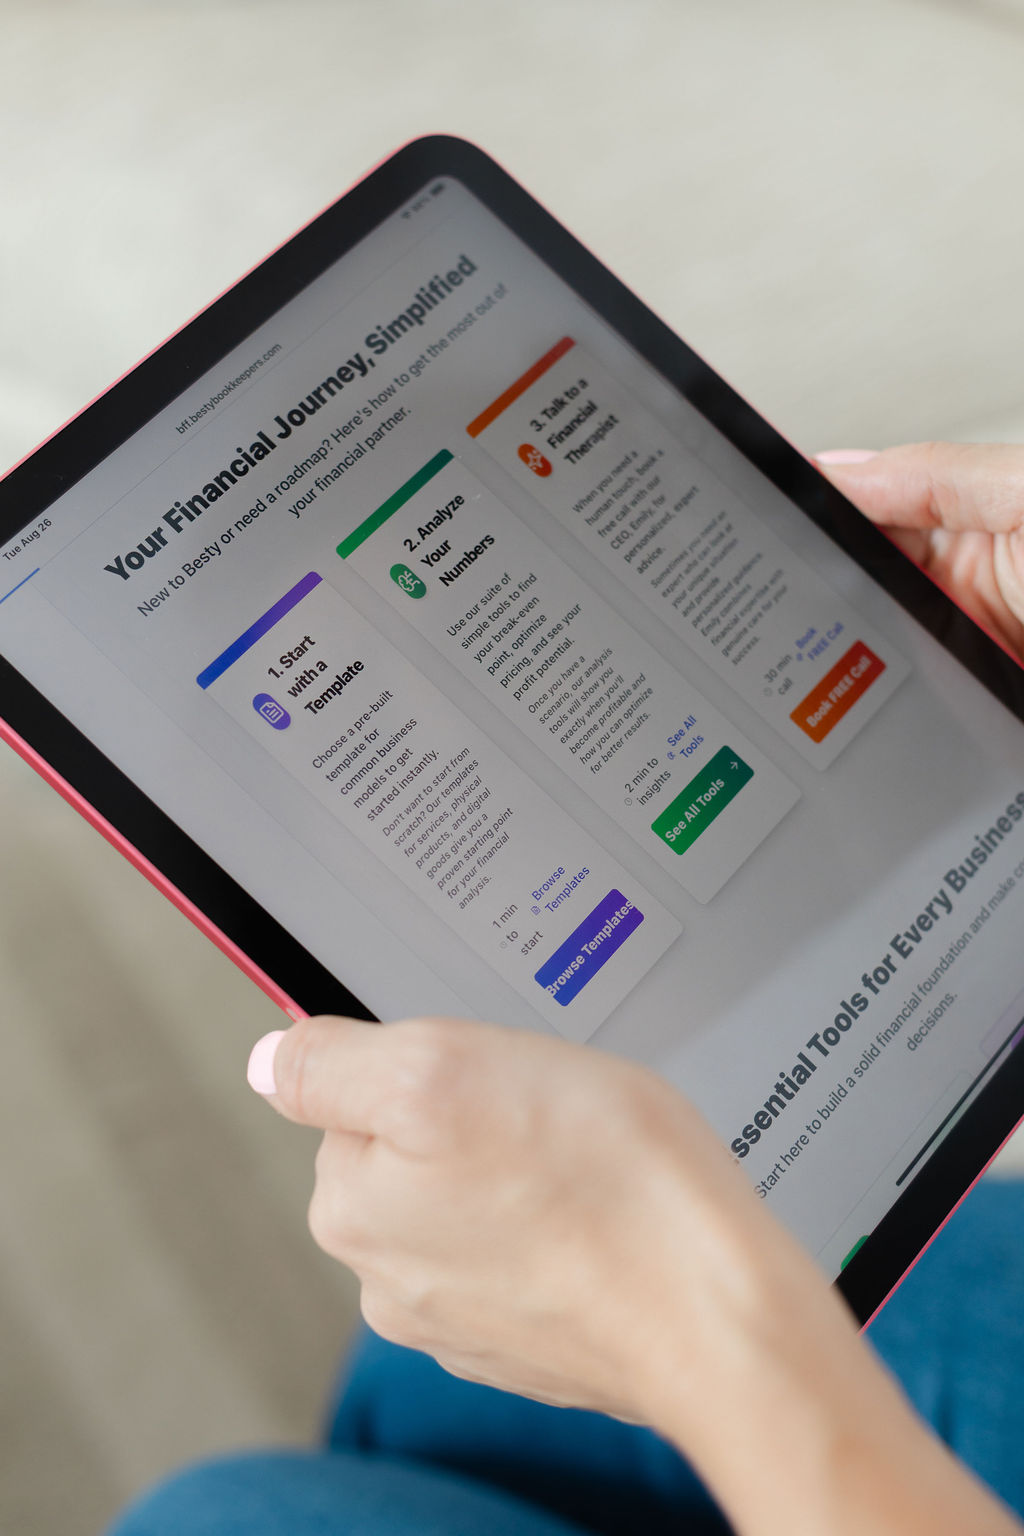 Tue Aug 26
bff.bestybookkeepers.com
Your Financial Journey, Simplified
New to Besty or need a roadmap? Here's how to get the most out of
your financial partner.
1. Start
with a
Template
Choose a pre-built
template for
common business
models to get
started instantly.
Don't want to start from
scratch? Our templates
for services, physical
products, and digital
goods give you a
proven starting point
for your financial
analysis.
1 min
to
start
Browse
Templates
Browse Templates
2. Analyze
Your
Numbers
Use our suite of
simple tools to find
your break-even
point, optimize
pricing, and see your
profit potential.
Once you have a
scenario, our analysis
tools will show you
exactly when you'll
become profitable and
how you can optimize
for better results.
2 min to
insights
See All
Tools
See All Tools →
3. Talk to a
Financial
Therapist
When you need a
human touch, book a
free call with our
CEO, Emily, for
personalized, expert
advice.
Sometimes you need an
expert who can look at
your unique situation
and provide
personalized guidance.
Emily combines
financial expertise with
genuine care for your
success.
30 min
call
Book
FREE Call
Book FREE Call
ssential Tools for Every Business
Start here to build a solid financial foundation and make co
decisions.